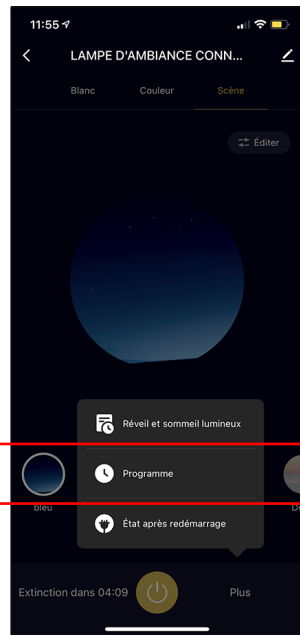 11:55
LAMPE D'AMBIANCE CONN...
Blanc Couleur Scène
Éditer
Réveil et sommeil lumineux
Programme
bleu
État après redémarrage
Extinction dans 04:09 Plus